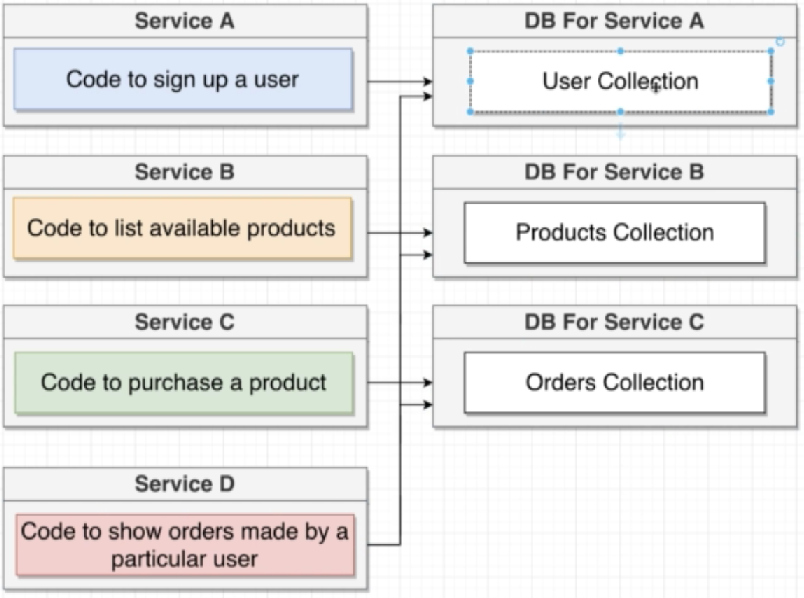 Service A
Code to sign up a user
DB For Service A
User Collection
Service B
Code to list available products
DB For Service B
Products Collection
Service C
Code to purchase a product
DB For Service C
Orders Collection
Service D
Code to show orders made by a
particular user